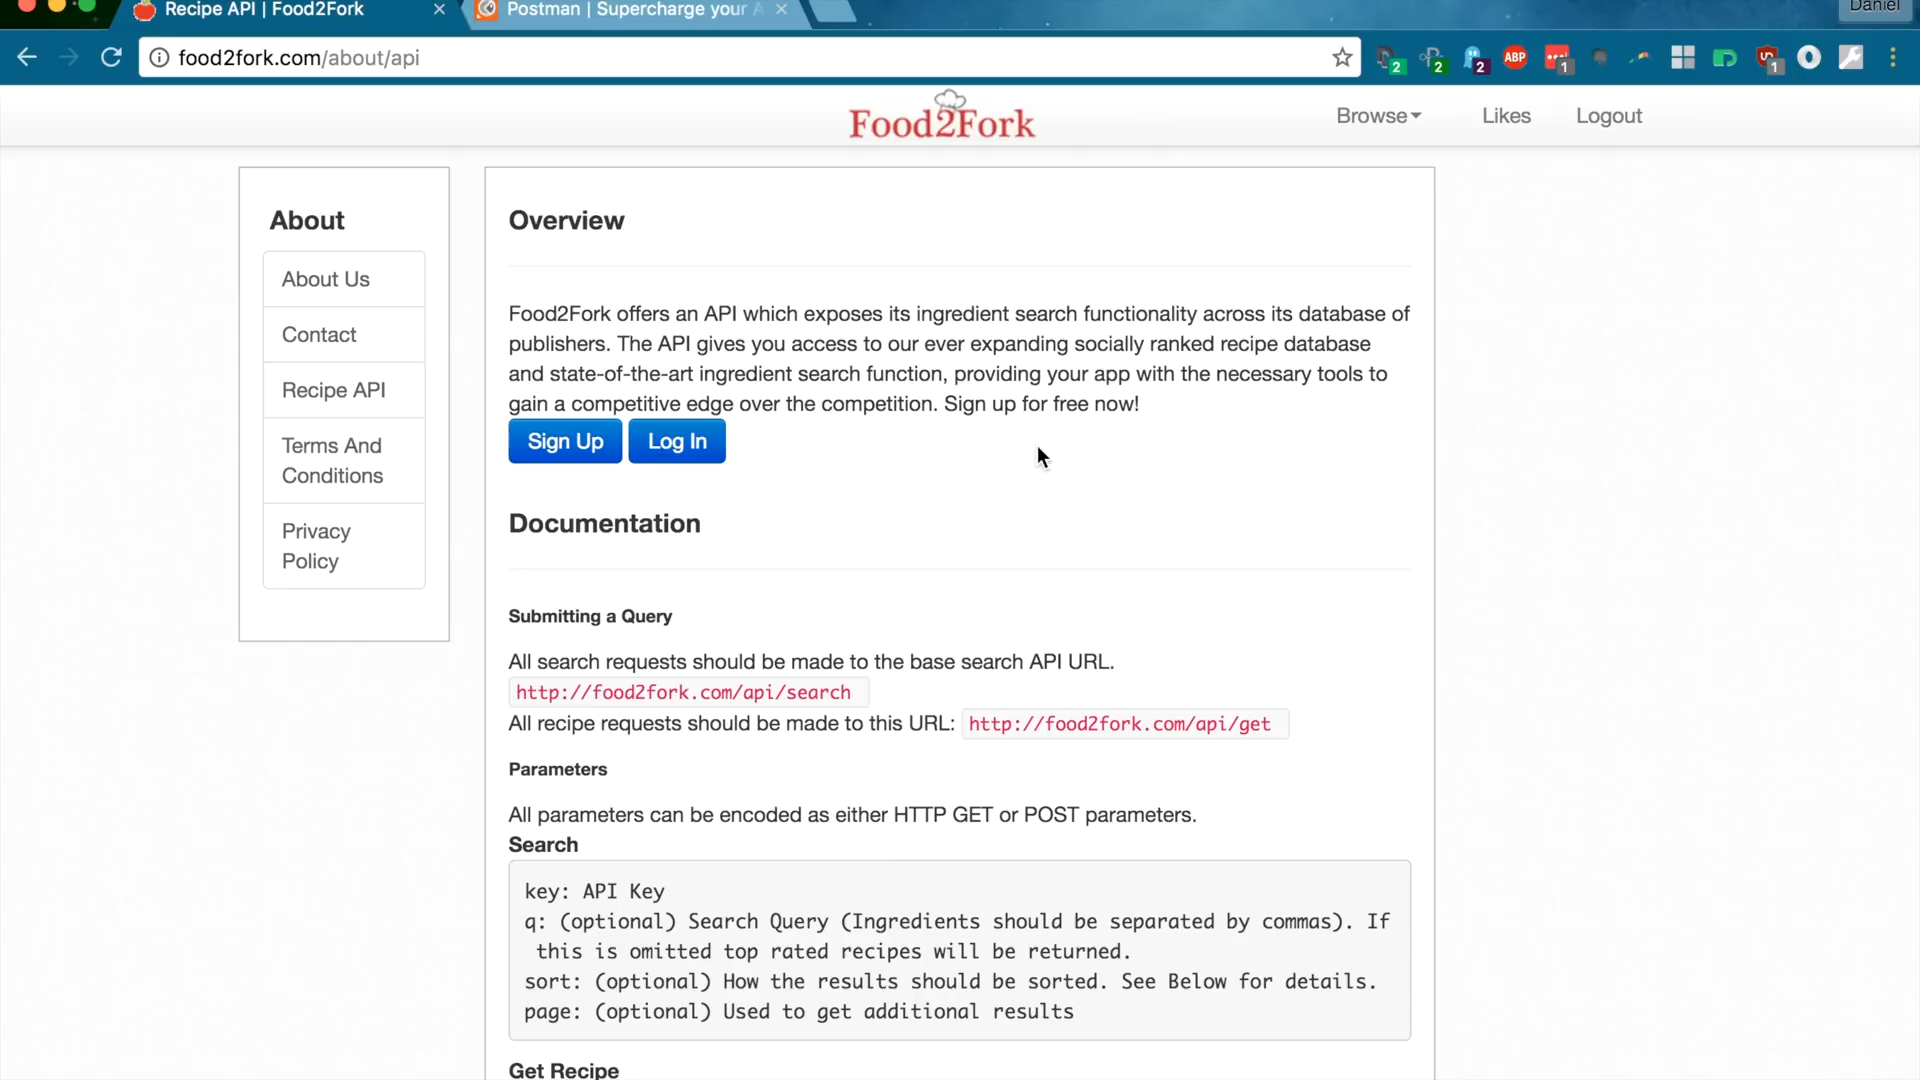 Recipe API | Food2Fork
Postman | Supercharge your A
Daniel
food2fork.com/about/api
2
2
2
ABP
1
1
Food2Fork
Browse
Likes
Logout
About
About Us
Contact
Recipe API
Terms And
Conditions
Privacy
Policy
Overview
Food2Fork offers an API which exposes its ingredient search functionality across its database of
publishers. The API gives you access to our ever expanding socially ranked recipe database
and state-of-the-art ingredient search function, providing your app with the necessary tools to
gain a competitive edge over the competition. Sign up for free now!
Sign Up
Log In
Documentation
Submitting a Query
All search requests should be made to the base search API URL.
http://food2fork.com/api/search
All recipe requests should be made to this URL: http://food2fork.com/api/get
Parameters
All parameters can be encoded as either HTTP GET or POST parameters.
Search
key: API Key
q: (optional) Search Query (Ingredients should be separated by commas). If
this is omitted top rated recipes will be returned.
sort: (optional) How the results should be sorted. See Below for details.
page: (optional) Used to get additional results
Get Recipe